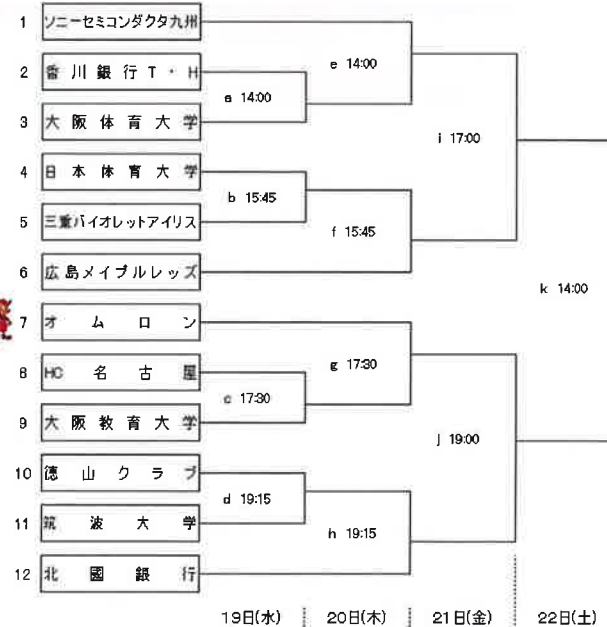 1 ソニーセミコンダクタ九州
e 14:00
2 香川銀行T・H
a 14:00
3 大阪体育大学
i 17:00
4 日本体育大学
b 15:45
5 三重バイオレットアイリス
f 15:45
6 広島メイプルレッズ
k 14:00
7 オムロン
g 17:30
8 HC名古屋
c 17:30
9 大阪教育大学
j 19:00
10 徳山クラブ
d 19:15
11 筑波大学
h 19:15
12 北國銀行
19日(水) 20日(木) 21日(金) 22日(土)